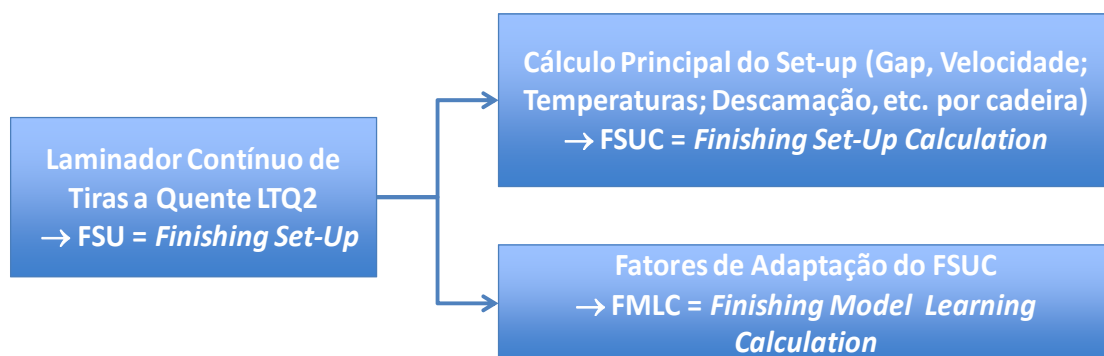 Laminador Contínuo de
Tiras a Quente LTQ2
→ FSU = Finishing Set-Up
Cálculo Principal do Set-up (Gap, Velocidade;
Temperaturas; Descamação, etc. por cadeira)
→ FSUC = Finishing Set-Up Calculation
Fatores de Adaptação do FSUC
→ FMLC = Finishing Model Learning
Calculation